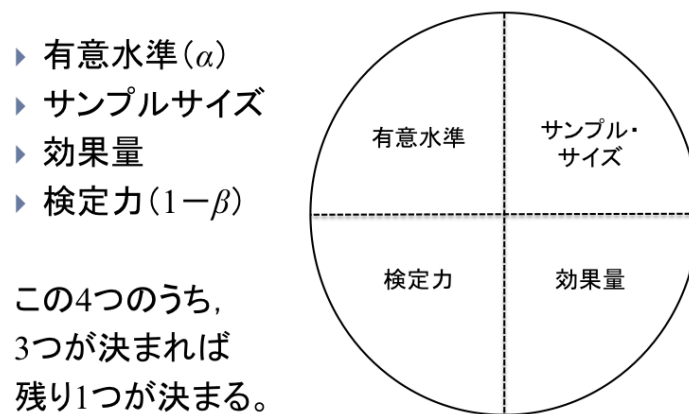 有意水準（α）
サンプルサイズ
効果量
検定力（1－β）
この4つのうち，
3つが決まれば
残り1つが決まる。
有意水準
サンプル・
サイズ
検定力
効果量